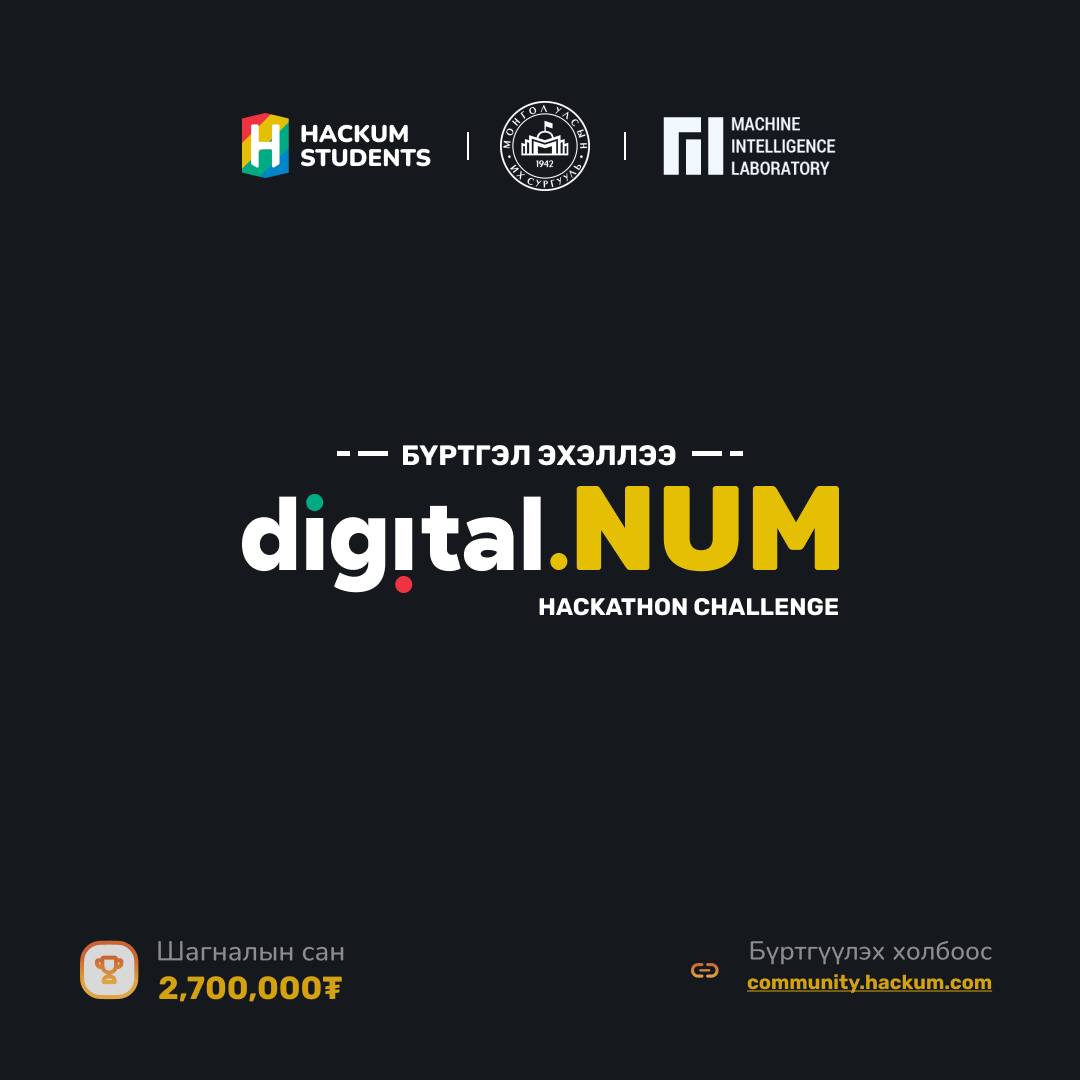 HACKUM
STUDENTS
МОНГОЛ УЛСЫН
ИХ СУРГУУЛЬ
1942
MACHINE
INTELLIGENCE
LABORATORY
БҮРТГЭЛ ЭХЭЛЛЭЭ
digital.NUM
HACKATHON CHALLENGE
Шагналын сан
2,700,000₮
Бүртгүүлэх холбоос
community.hackum.com